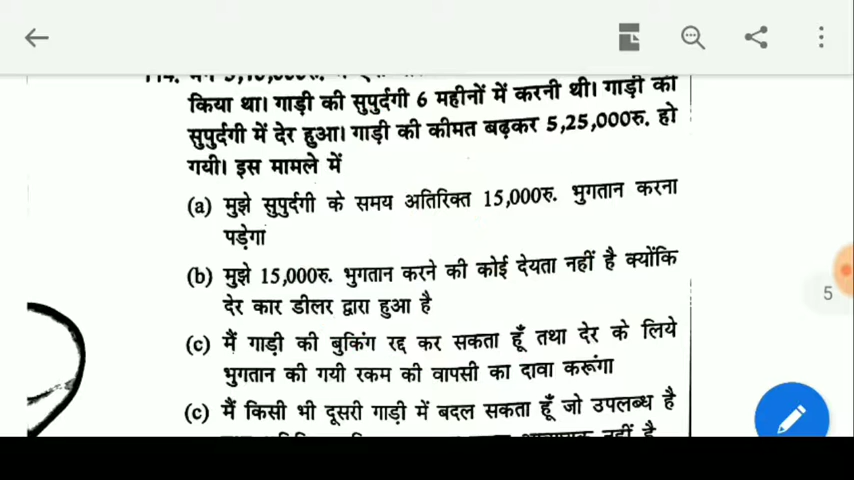 114.
किया था। गाड़ी की सुपुर्दगी 6 महीनों में करनी थी। गाड़ी की
सुपुर्दगी में देर हुआ। गाड़ी की कीमत बढ़कर 5,25,000रु. हो
गयी। इस मामले में
(a) मुझे सुपुर्दगी के समय अतिरिक्त 15,000रु. भुगतान करना
पड़ेगा
(b) मुझे 15,000रु. भुगतान करने की कोई देयता नहीं है क्योंकि
देर कार डीलर द्वारा हुआ है
5
(c) मैं गाड़ी की बुकिंग रद्द कर सकता हूँ तथा देर के लिये
भुगतान की गयी रकम की वापसी का दावा करूंगा
(c) मैं किसी भी दूसरी गाड़ी में बदल सकता हूँ जो उपलब्ध है
नहीं है